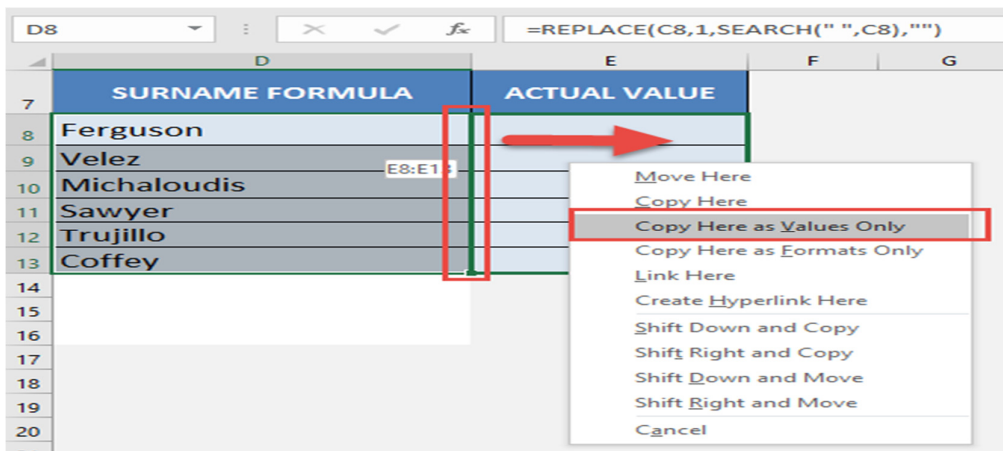 D8 fx =REPLACE(C8,1,SEARCH(" ",C8),"")
D E F G
7 SURNAME FORMULA ACTUAL VALUE
8 Ferguson
9 Velez
E8:E13
10 Michaloudis
11 Sawyer
12 Trujillo
13 Coffey
14
15
16
17
18
19
20
Move Here
Copy Here
Copy Here as Values Only
Copy Here as Formats Only
Link Here
Create Hyperlink Here
Shift Down and Copy
Shift Right and Copy
Shift Down and Move
Shift Right and Move
Cancel